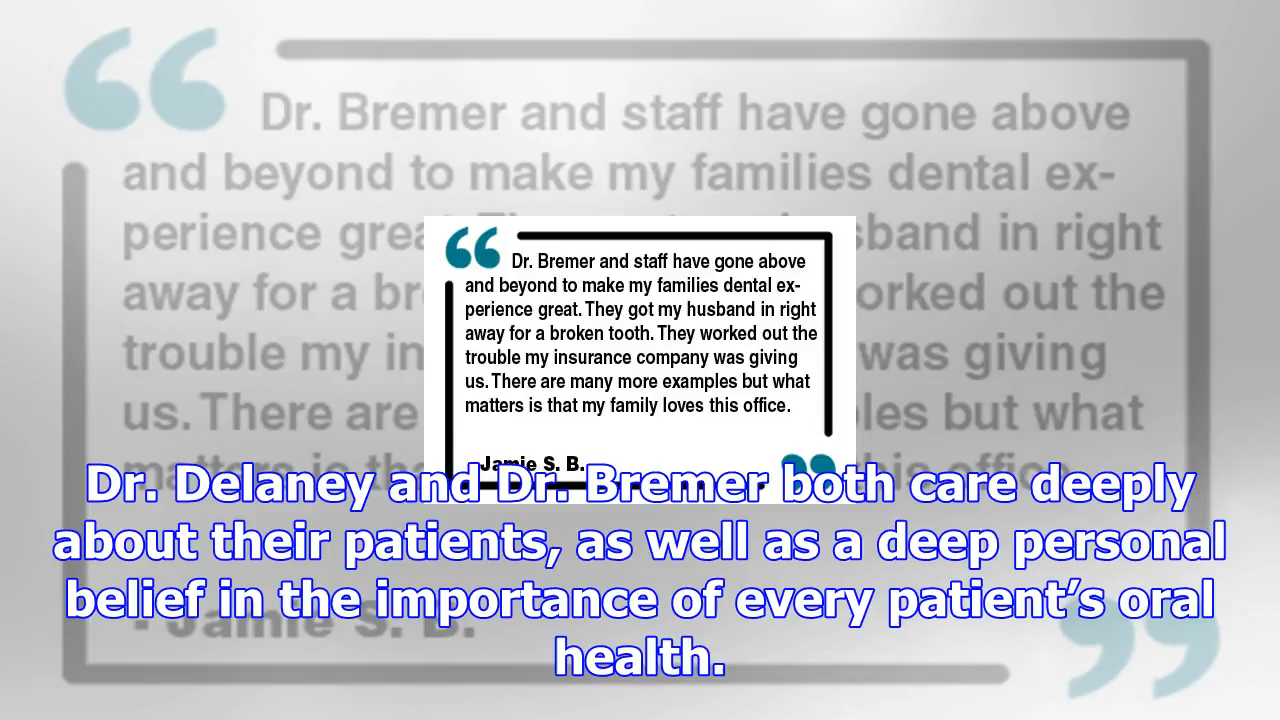 Dr. Bremer and staff have gone above
and beyond to make my families dental ex-
perience great. They got my husband in right
away for a broken tooth. They worked out the
trouble my insurance company was giving
us. There are many more examples but what
matters is that my family loves this office.
- Jamie S. B.
Dr. Delaney and Dr. Bremer both care deeply
about their patients, as well as a deep personal
belief in the importance of every patient’s oral
health.